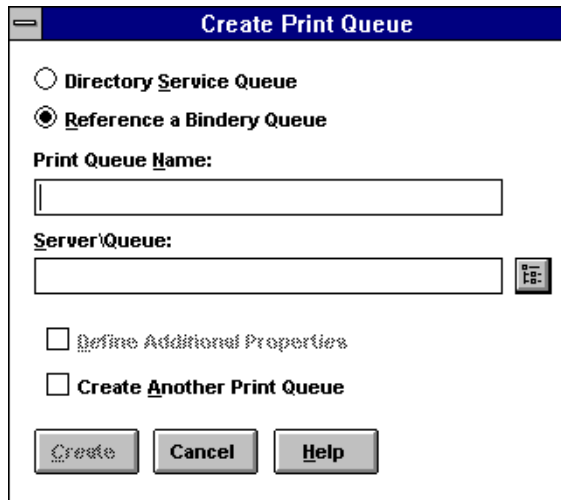 Create Print Queue
Directory Service Queue
Reference a Bindery Queue
Print Queue Name:
Server\Queue:
Define Additional Properties
Create Another Print Queue
Create Cancel Help